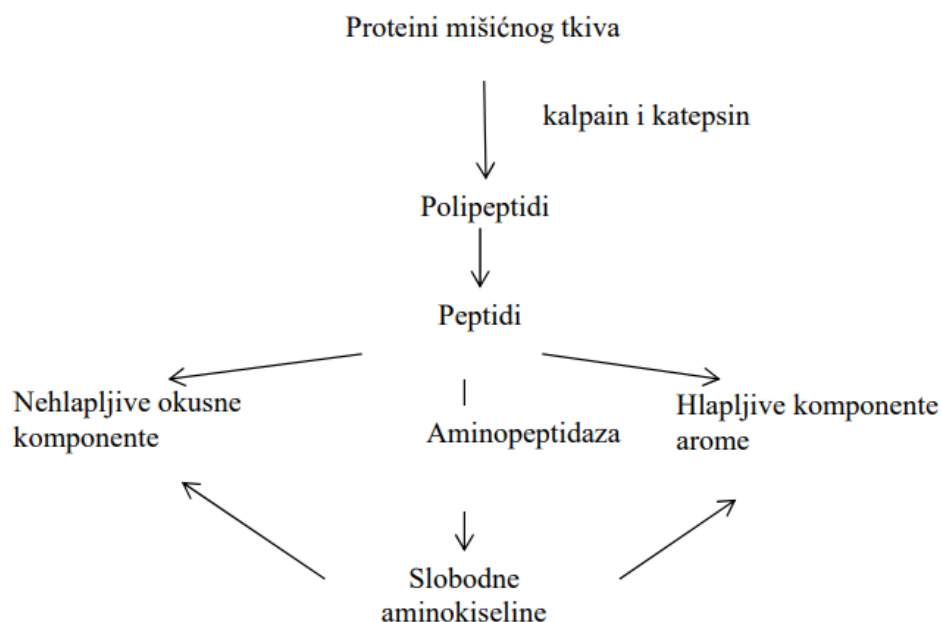 Proteini mišićnog tkiva
kalpain i katepsin
Polipeptidi
Peptidi
Nehlapljive okusne
komponente
Aminopeptidaza
Hlapljive komponente
arome
Slobodne
aminokiseline